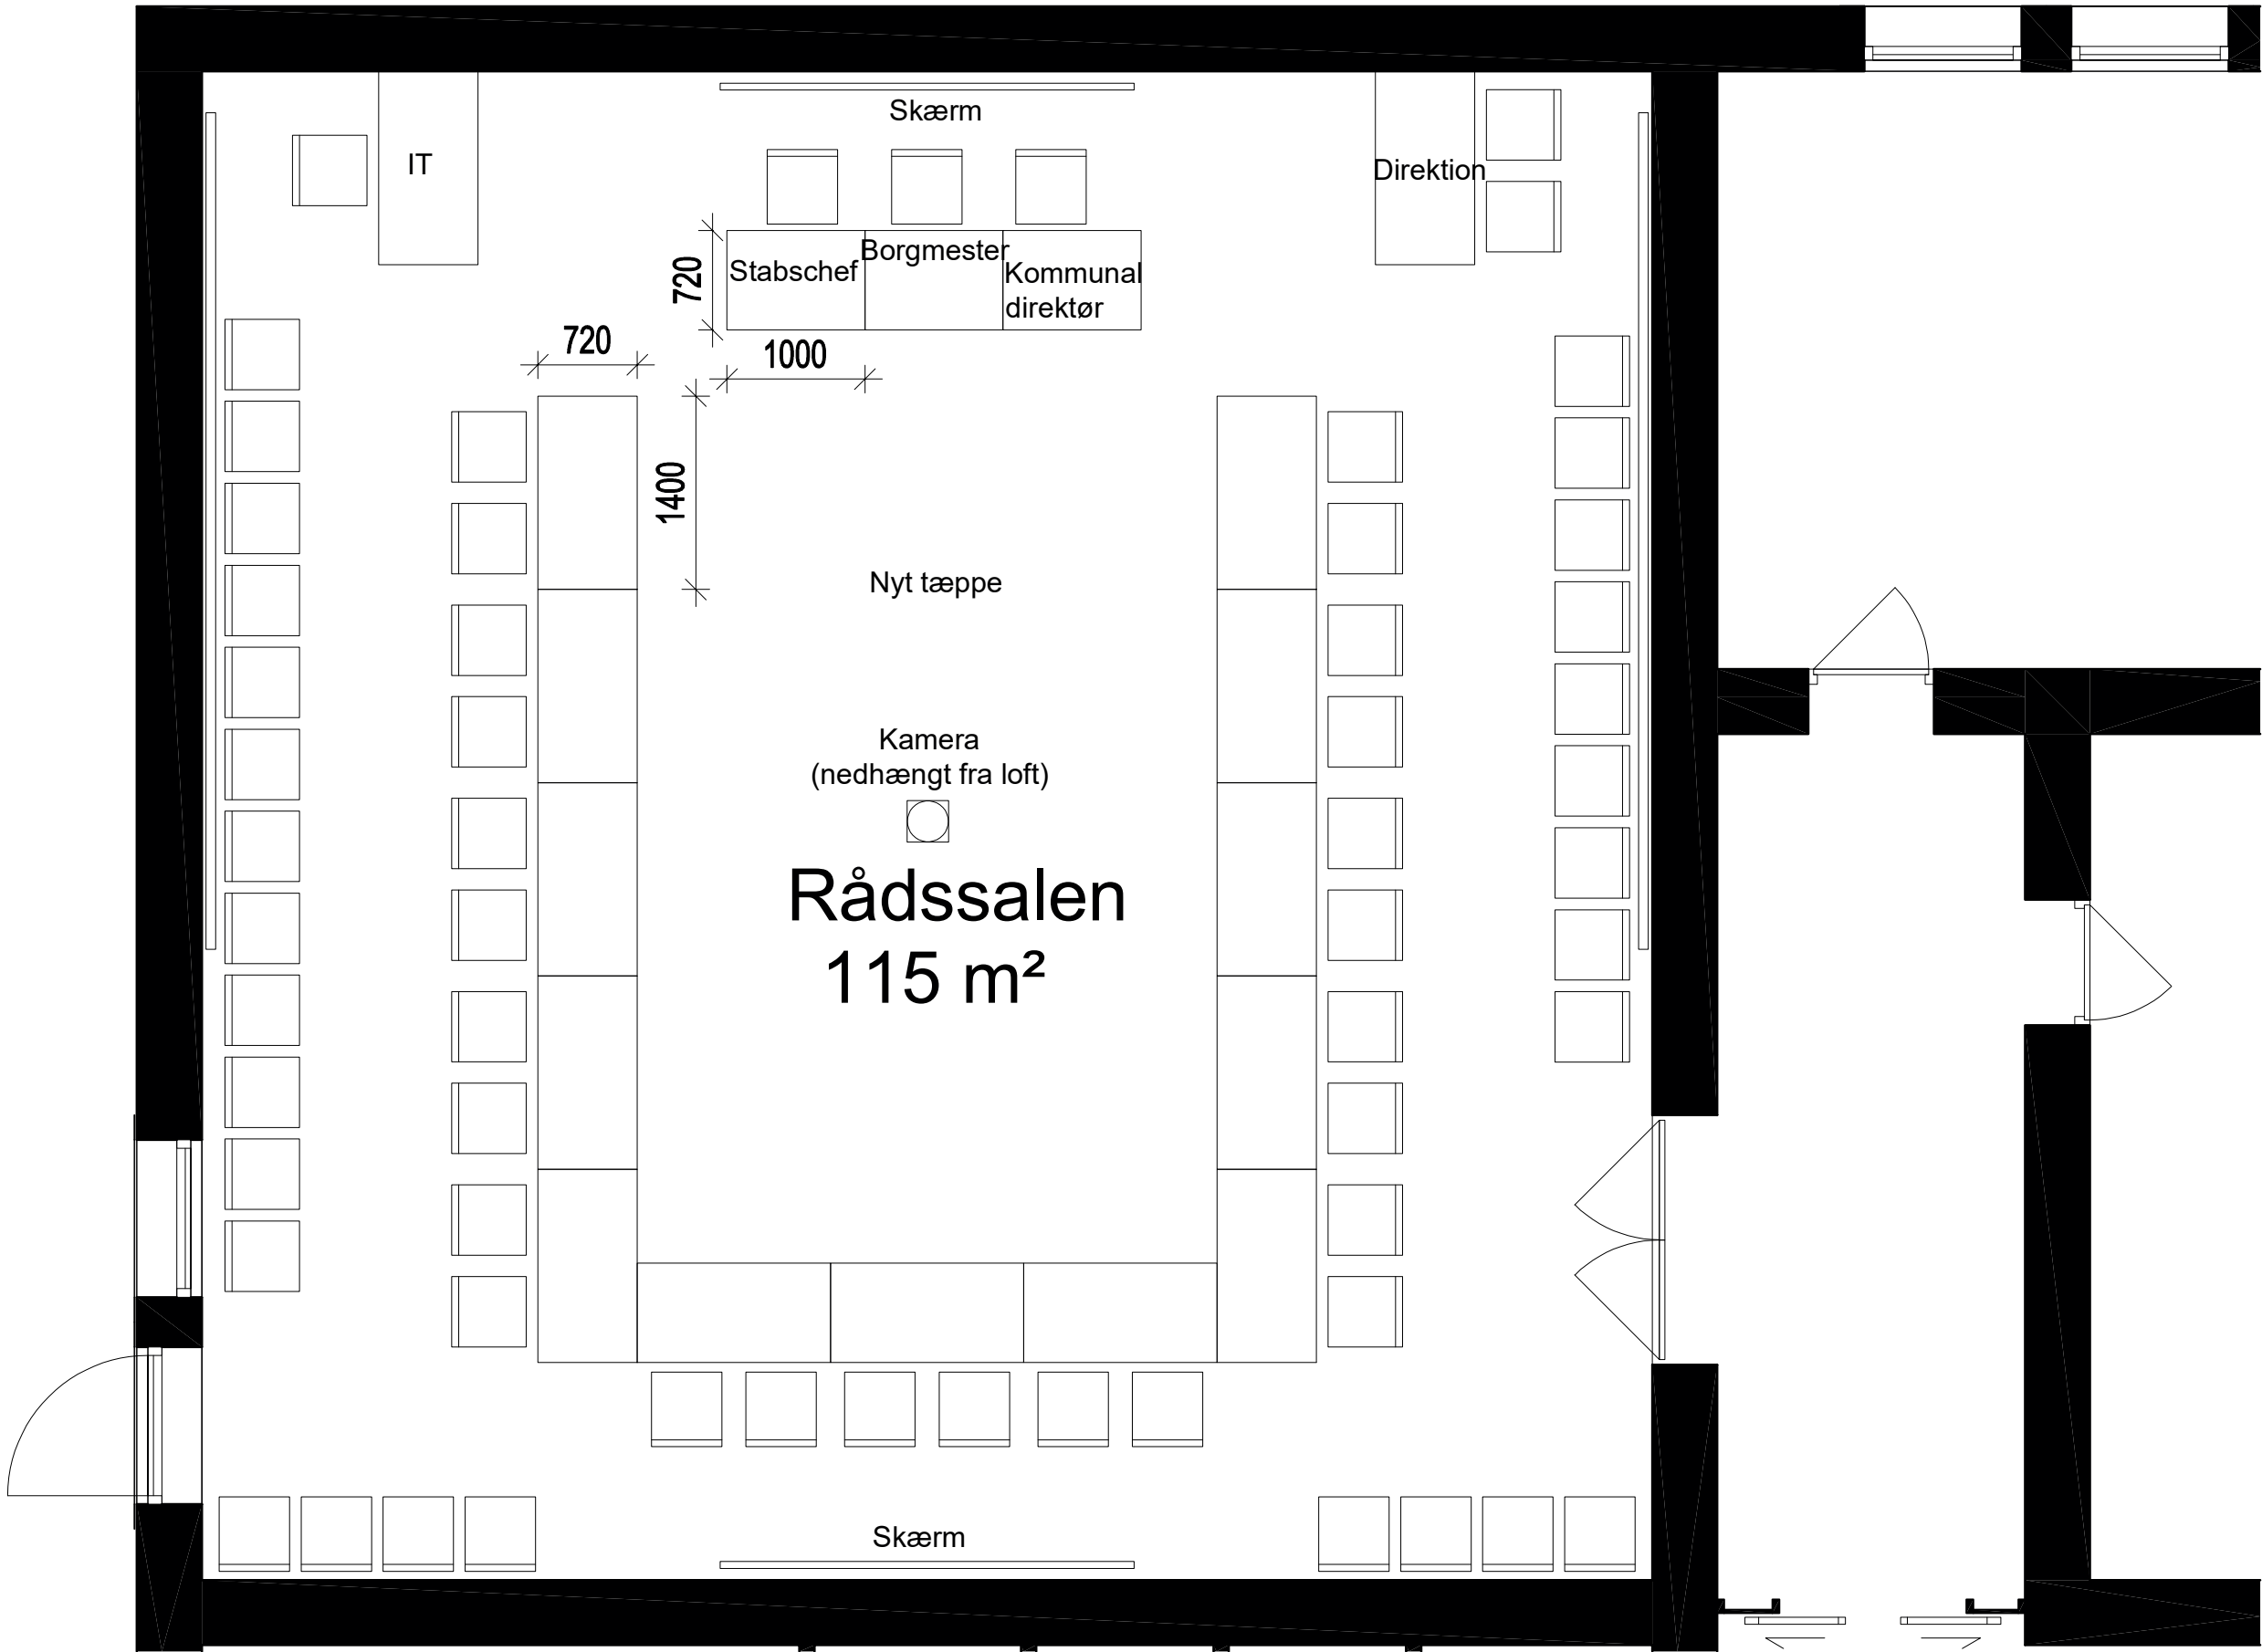 Skærm
IT
Direktion
Stabschef
Borgmester
Kommunal
direktør
720
720
1000
1400
Nyt tæppe
Kamera
(nedhængt fra loft)
Rådssalen
115 m²
Skærm